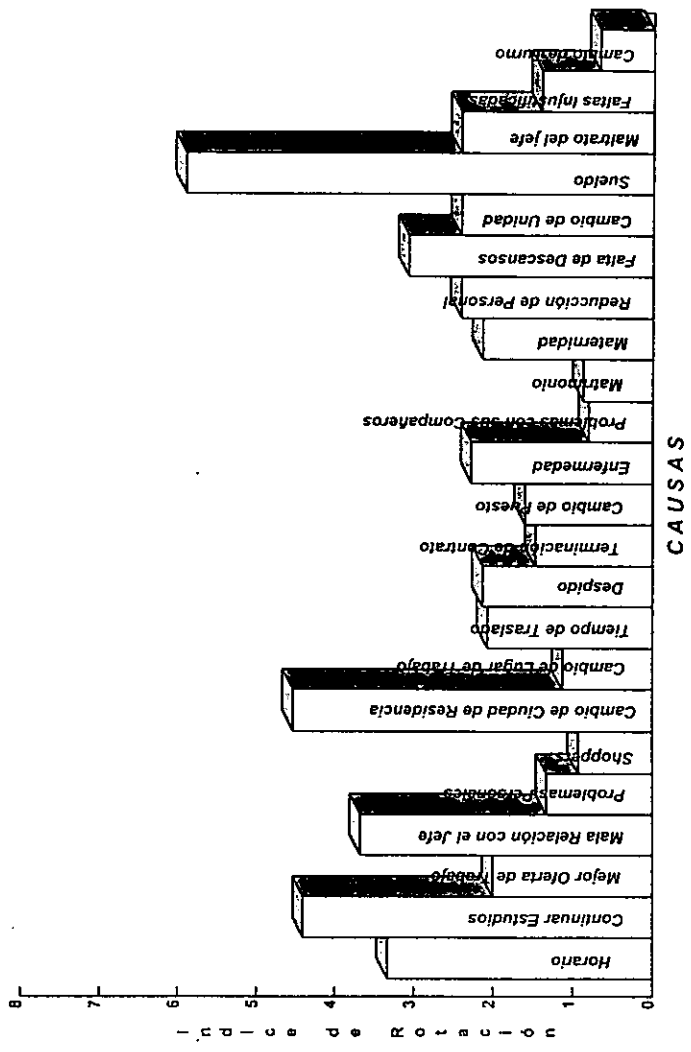 Indice de Rotación
8
7
6
5
4
3
2
1
0
Horario
Continuar Estudios
Mejor Oferta de Trabajo
Mala Relación con el Jefe
Problemas Personales
Shoppers
Cambio de Ciudad de Residencia
Cambio de Lugar de Trabajo
Tiempo de Traslado
Despido
Terminación de Contrato
Cambio de Puesto
Enfermedad
Problemas con sus Compañeros
Matrimonio
Maternidad
Reducción de Personal
Falta de Descansos
Cambio de Unidad
Sueldo
Maltrato del jefe
Faltas Injustificadas
Cambio de turno
CAUSAS